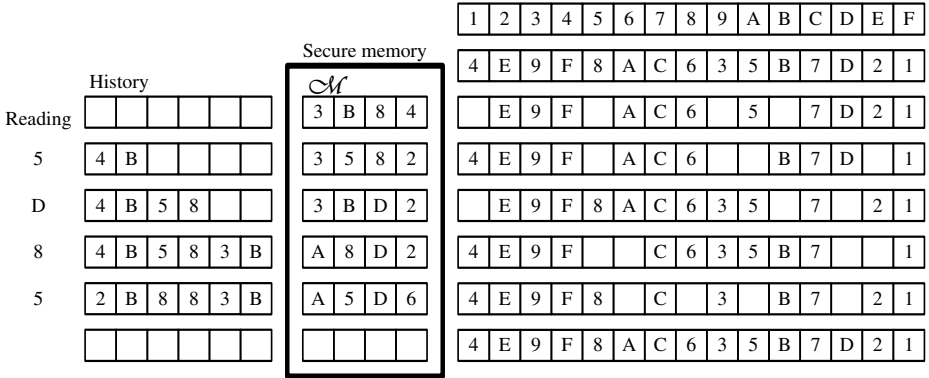 1 2 3 4 5 6 7 8 9 A B C D E F
Secure memory
4 E 9 F 8 A C 6 3 5 B 7 D 2 1
History
ℳ
Reading 3 B 8 4 E 9 F A C 6 5 7 D 2 1
5 4 B 3 5 8 2 4 E 9 F A C 6 B 7 D 1
D 4 B 5 8 3 B D 2 E 9 F 8 A C 6 3 5 7 2 1
8 4 B 5 8 3 B A 8 D 2 4 E 9 F C 6 3 5 B 7 1
5 2 B 8 8 3 B A 5 D 6 4 E 9 F 8 C 3 B 7 2 1
4 E 9 F 8 A C 6 3 5 B 7 D 2 1